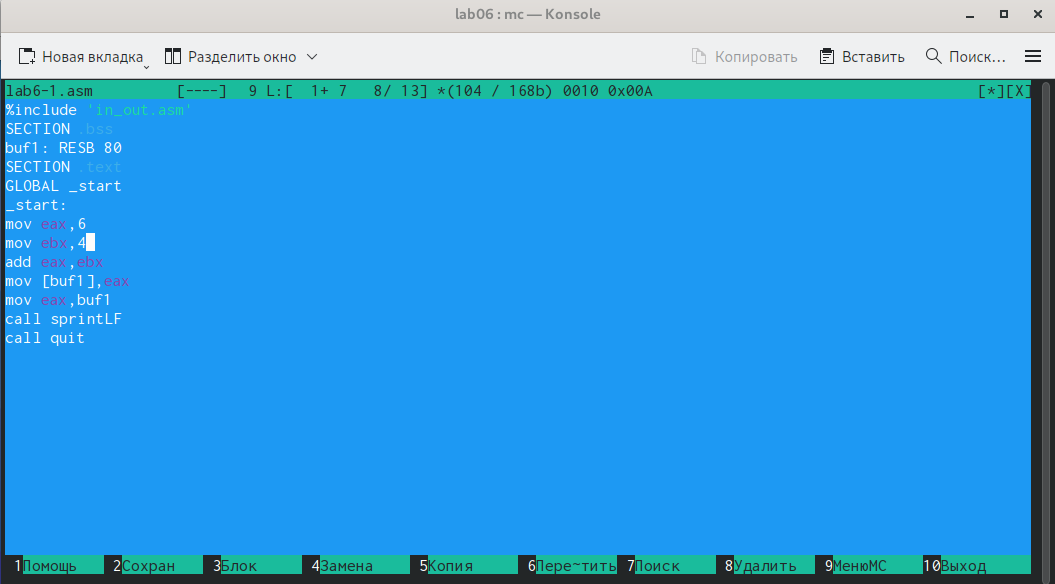 lab06 : mc — Konsole
Новая вкладка Разделить окно Копировать Вставить Поиск...
lab6-1.asm [----] 9 L:[ 1+ 7 8/ 13] *(104 / 168b) 0010 0x00A [*][X]
%include 'in_out.asm'
SECTION .bss
buf1: RESB 80
SECTION .text
GLOBAL _start
_start:
mov eax,6
mov ebx,4
add eax,ebx
mov [buf1],eax
mov eax,buf1
call sprintLF
call quit
1Помощь 2Сохран 3Блок 4Замена 5Копия 6Пере~тить 7Поиск 8Удалить 9МенюMC 10Выход